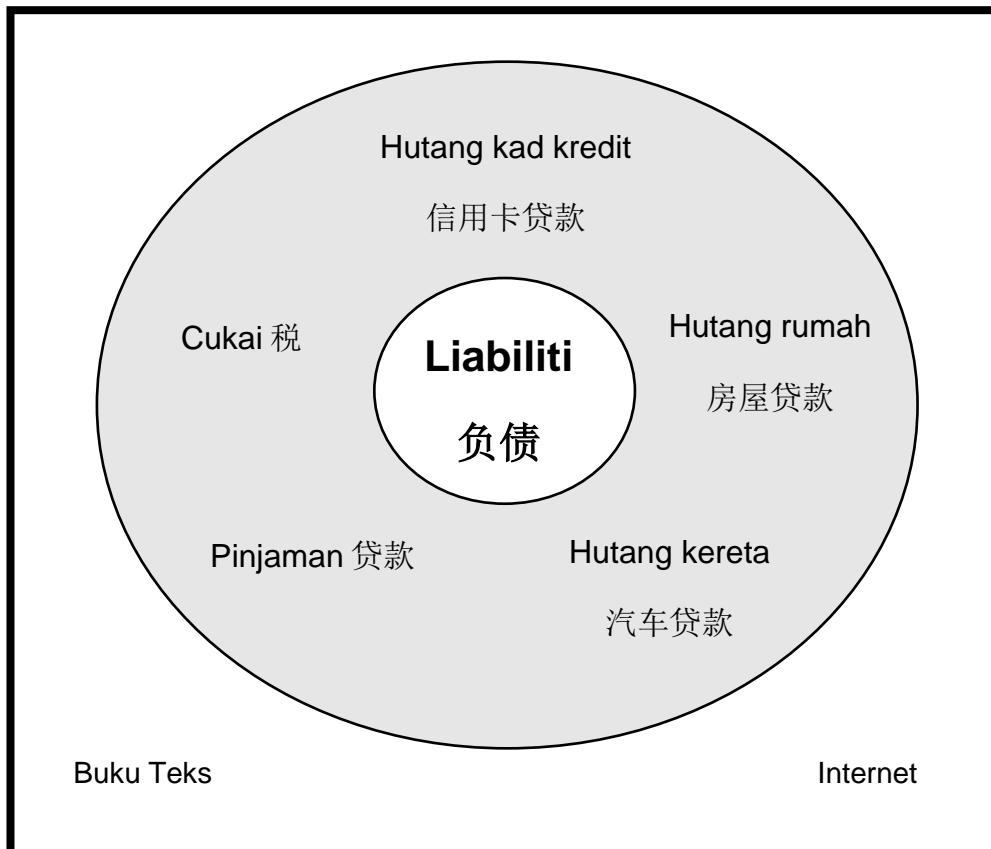 Hutang kad kredit
信用卡贷款
Cukai 税
Liabiliti
负债
Hutang rumah
房屋贷款
Pinjaman 贷款
Hutang kereta
汽车贷款
Buku Teks
Internet